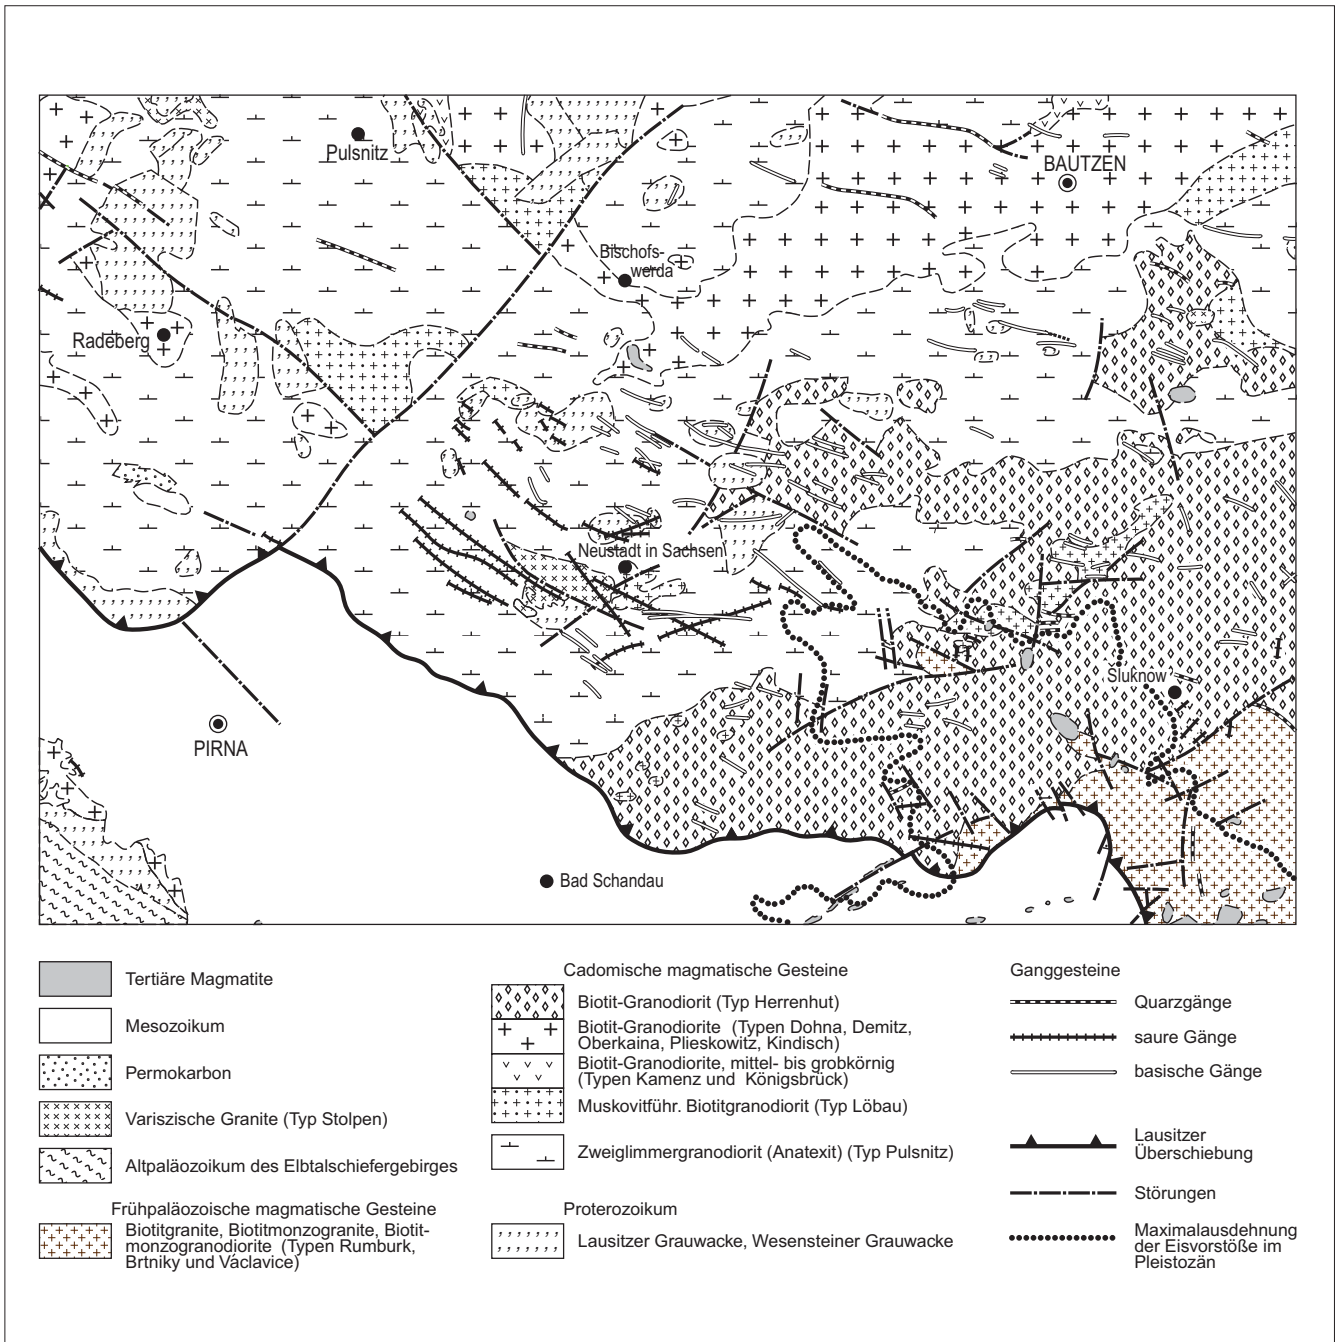 Pulsnitz
BAUTZEN
Bischofs-
werda
Radeberg
Neustadt in Sachsen
Sluknow
PIRNA
Bad Schandau
Tertiäre Magmatite
Mesozoikum
Permokarbon
Variszische Granite (Typ Stolpen)
Altpaläozoikum des Elbtalschiefergebirges
Frühpaläozoische magmatische Gesteine
Biotitgranite, Biotitmonzogranite, Biotit-
monzogranodiorite (Typen Rumburk,
Brtniky und Václavice)
Cadomische magmatische Gesteine
Biotit-Granodiorit (Typ Herrenhut)
Biotit-Granodiorite (Typen Dohna, Demitz,
Oberkaina, Plieskowitz, Kindisch)
Biotit-Granodiorite, mittel- bis grobkörnig
(Typen Kamenz und Königsbrück)
Muskovitführ. Biotitgranodiorit (Typ Löbau)
Zweiglimmergranodiorit (Anatexit) (Typ Pulsnitz)
Proterozoikum
Lausitzer Grauwacke, Wesensteiner Grauwacke
Ganggesteine
Quarzgänge
saure Gänge
basische Gänge
Lausitzer
Überschiebung
Störungen
Maximalausdehnung
der Eisvorstöße im
Pleistozän